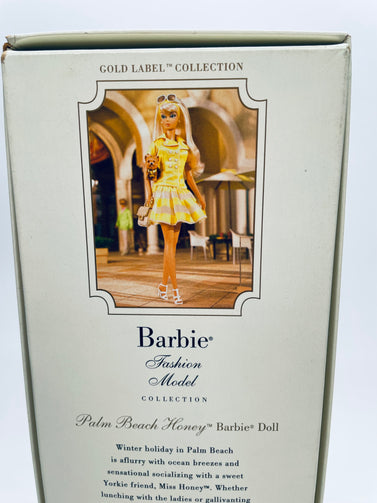 GOLD LABEL™ COLLECTION
Barbie®
Fashion
Model
COLLECTION
Palm Beach Honey™ Barbie® Doll
Winter holiday in Palm Beach
is aflurry with ocean breezes and
sensational socializing with a sweet
Yorkie friend, Miss Honey™. Whether
lunching with the ladies or gallivanting